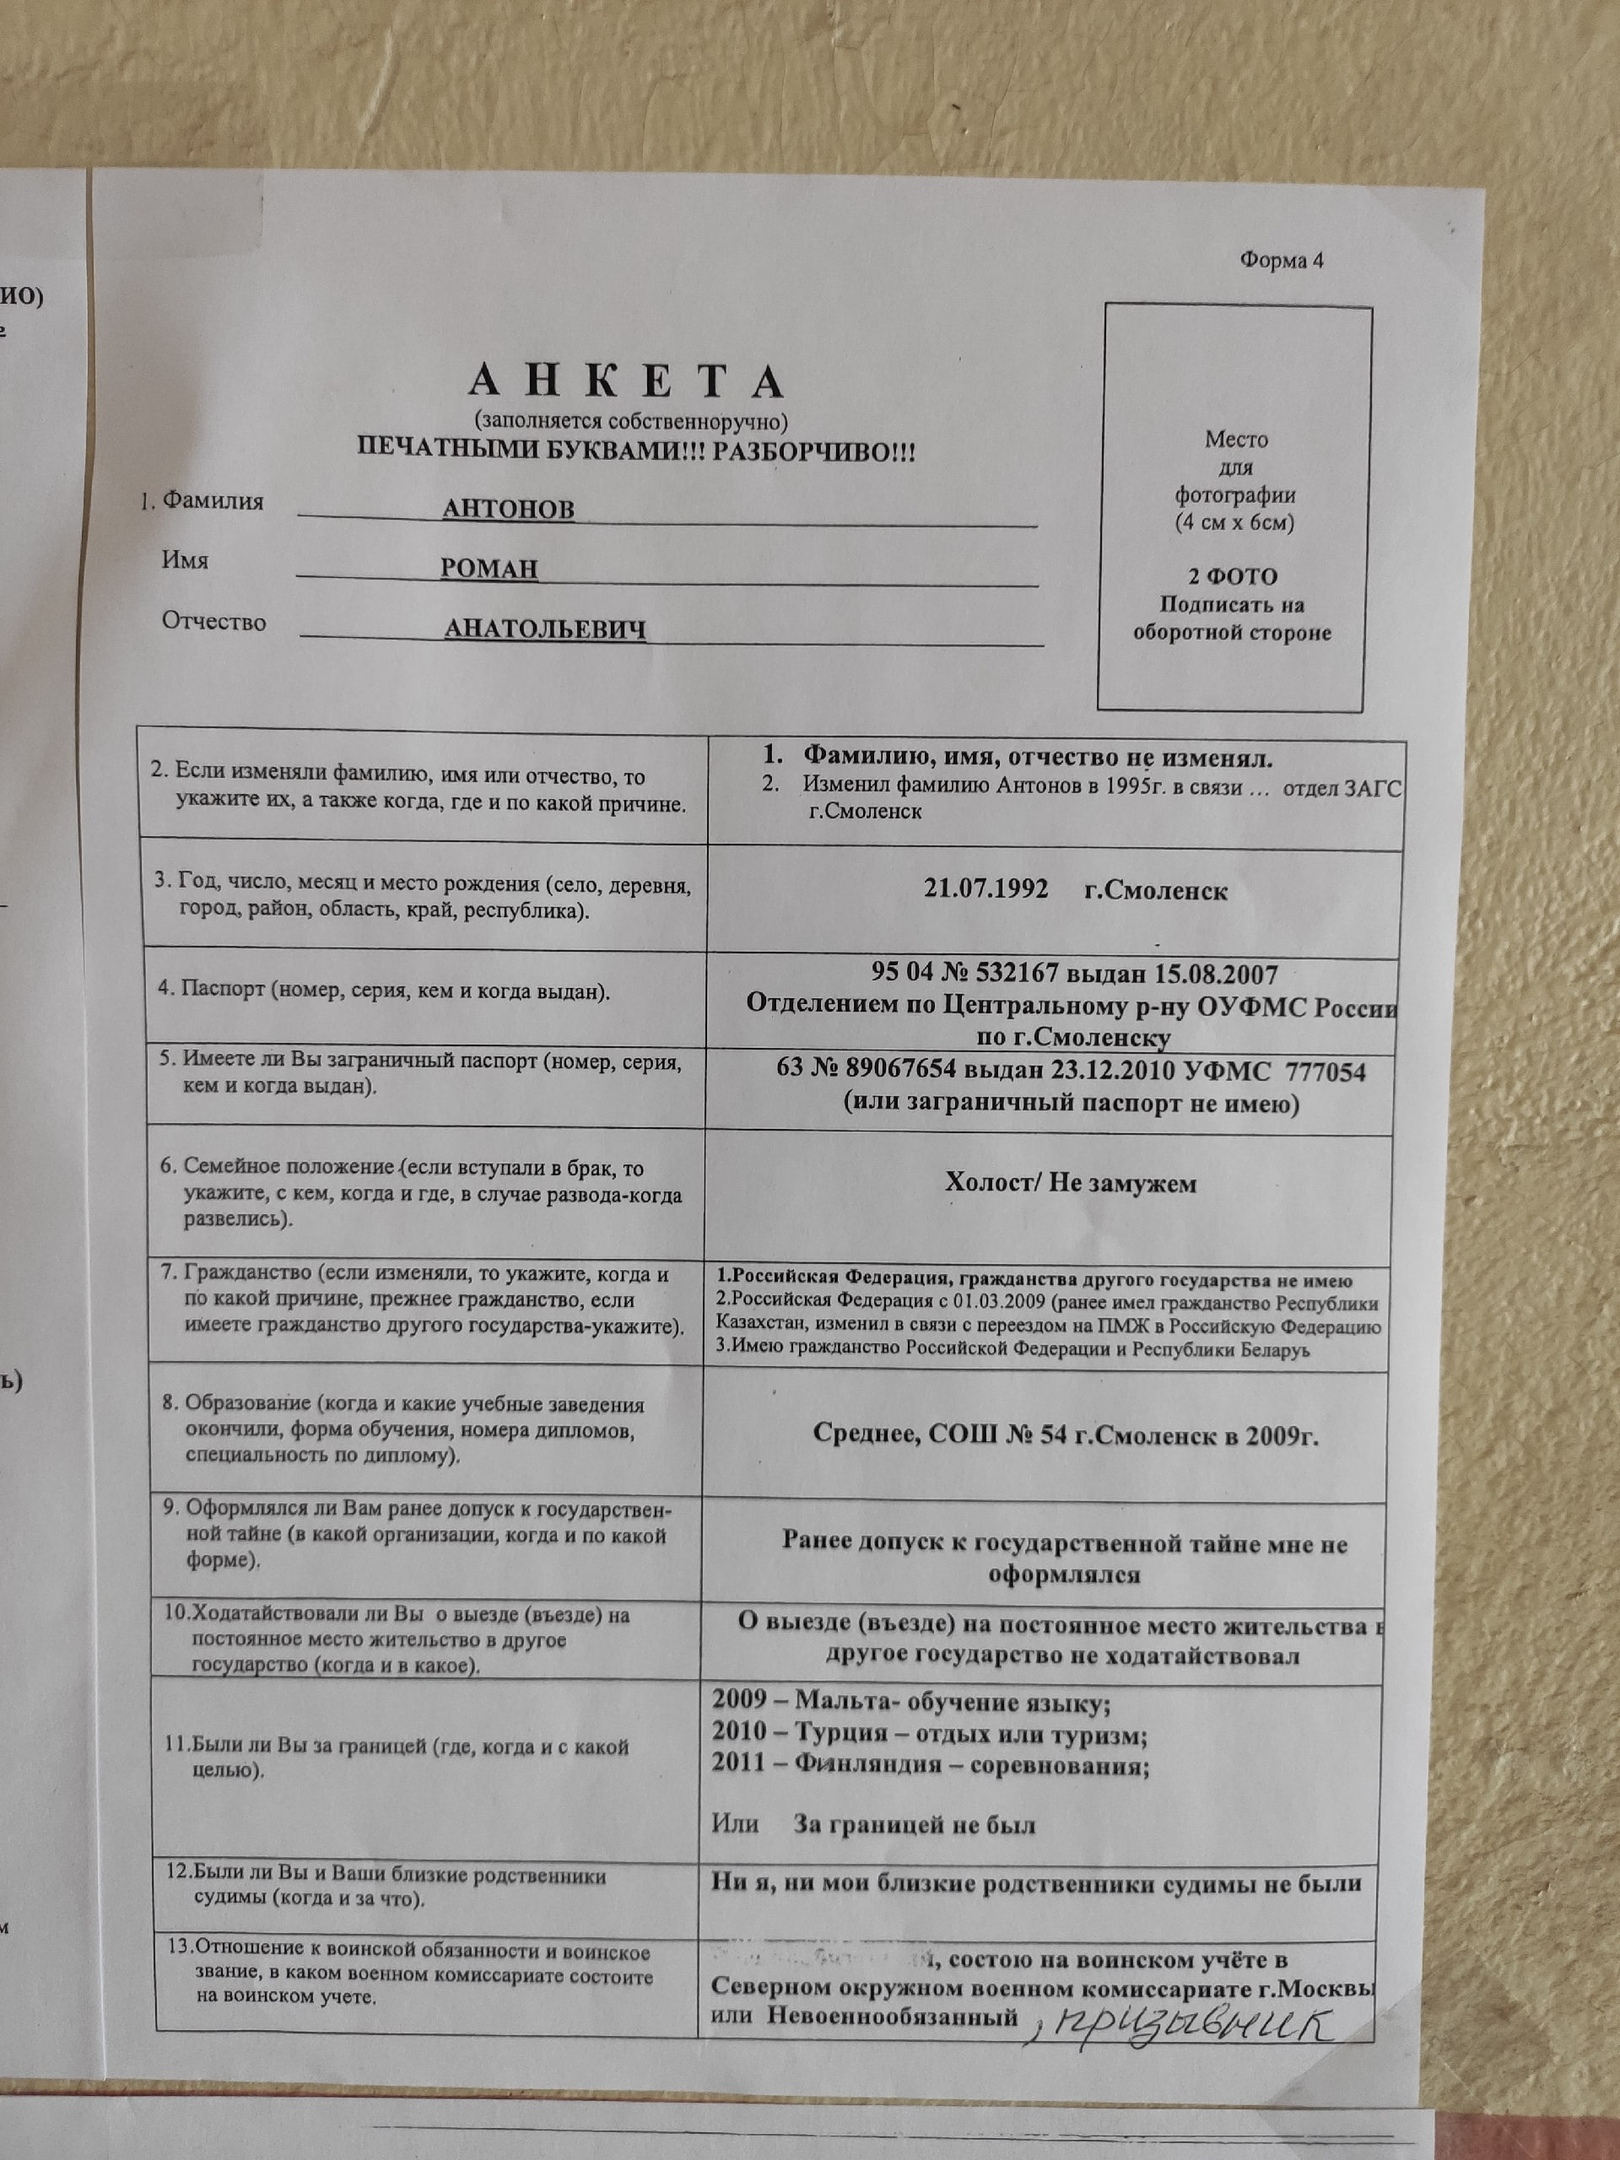 Форма 4
ИО)
А Н К Е Т А
(заполняется собственноручно)
ПЕЧАТНЫМИ БУКВАМИ!!! РАЗБОРЧИВО!!!
Место
для
фотографии
(4 см х 6см)
2 ФОТО
Подписать на
оборотной стороне
1. Фамилия АНТОНОВ
Имя РОМАН
Отчество АНАТОЛЬЕВИЧ
2. Если изменяли фамилию, имя или отчество, то
укажите их, а также когда, где и по какой причине.
1. Фамилию, имя, отчество не изменял.
2. Изменил фамилию Антонов в 1995г. в связи ... отдел ЗАГС
г.Смоленск
3. Год, число, месяц и место рождения (село, деревня,
город, район, область, край, республика).
21.07.1992 г.Смоленск
4. Паспорт (номер, серия, кем и когда выдан).
95 04 № 532167 выдан 15.08.2007
Отделением по Центральному р-ну ОУФМС России
по г.Смоленску
5. Имеете ли Вы заграничный паспорт (номер, серия,
кем и когда выдан).
63 № 89067654 выдан 23.12.2010 УФМС 777054
(или заграничный паспорт не имею)
6. Семейное положение (если вступали в брак, то
укажите, с кем, когда и где, в случае развода-когда
развелись).
Холост/ Не замужем
7. Гражданство (если изменяли, то укажите, когда и
по какой причине, прежнее гражданство, если
имеете гражданство другого государства-укажите).
1.Российская Федерация, гражданства другого государства не имею
2.Российская Федерация с 01.03.2009 (ранее имел гражданство Республики
Казахстан, изменил в связи с переездом на ПМЖ в Российскую Федерацию
3.Имею гражданство Российской Федерации и Республики Беларуь
ь)
8. Образование (когда и какие учебные заведения
окончили, форма обучения, номера дипломов,
специальность по диплому).
Среднее, СОШ № 54 г.Смоленск в 2009г.
9. Оформлялся ли Вам ранее допуск к государствен-
ной тайне (в какой организации, когда и по какой
форме).
Ранее допуск к государственной тайне мне не
оформлялся
10.Ходатайствовали ли Вы о выезде (въезде) на
постоянное место жительство в другое
государство (когда и в какое).
О выезде (въезде) на постоянное место жительства в
другое государство не ходатайствовал
11.Были ли Вы за границей (где, когда и с какой
целью).
2009 – Мальта- обучение языку;
2010 – Турция – отдых или туризм;
2011 – Финляндия – соревнования;
Или За границей не был
12.Были ли Вы и Ваши близкие родственники
судимы (когда и за что).
Ни я, ни мои близкие родственники судимы не были
м
13.Отношение к воинской обязанности и воинское
звание, в каком военном комиссариате состоите
на воинском учете.
, состою на воинском учёте в
Северном окружном военном комиссариате г.Москвы
или Невоеннообязанный , призывник